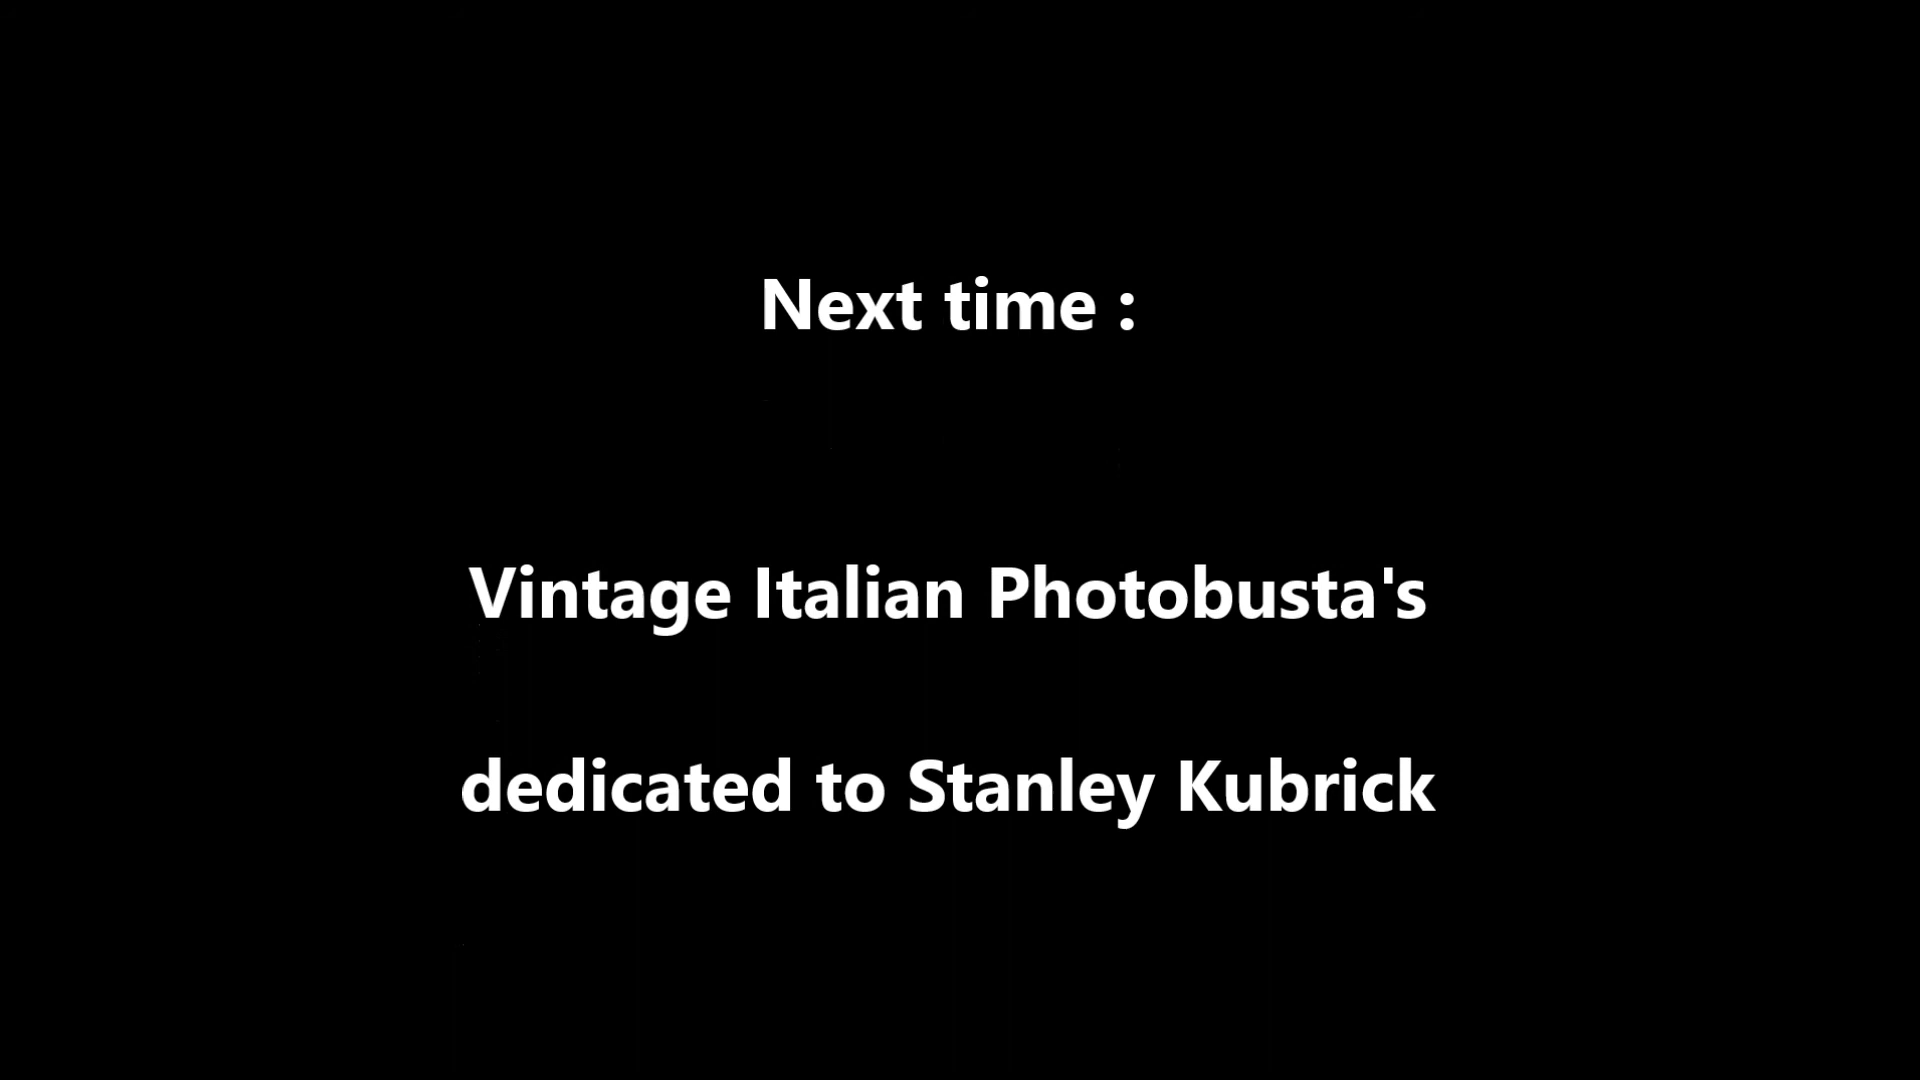 Next time :
Vintage Italian Photobusta's
dedicated to Stanley Kubrick